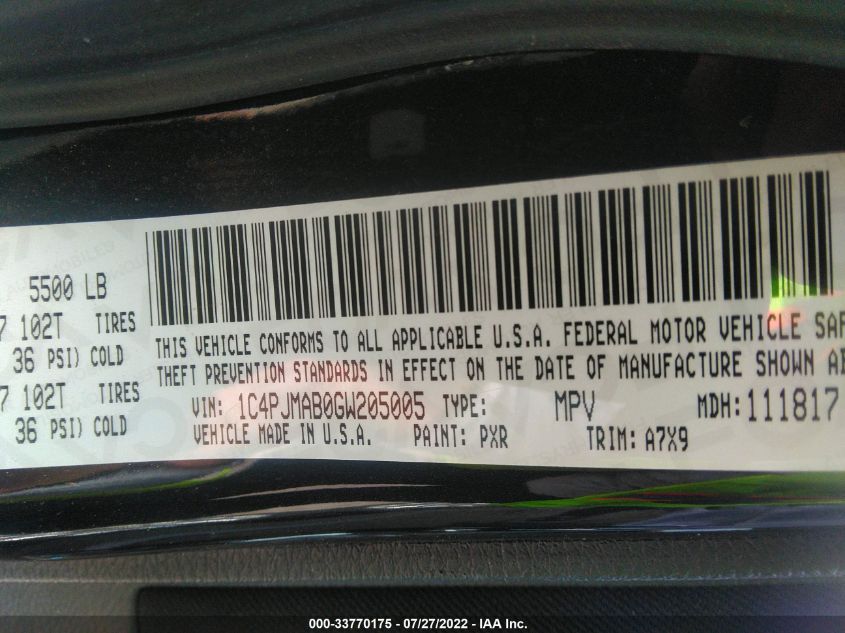 5500 LB
7 102T TIRES
36 PSI) COLD
7 102T TIRES
36 PSI) COLD
THIS VEHICLE CONFORMS TO ALL APPLICABLE U.S.A. FEDERAL MOTOR VEHICLE SAF
THEFT PREVENTION STANDARDS IN EFFECT ON THE DATE OF MANUFACTURE SHOWN AB
VIN: 1C4PJMAB0GW205005 TYPE: MPV MDH: 111817
VEHICLE MADE IN U.S.A. PAINT: PXR TRIM: A7X9
000-33770175 - 07/27/2022 - IAA Inc.